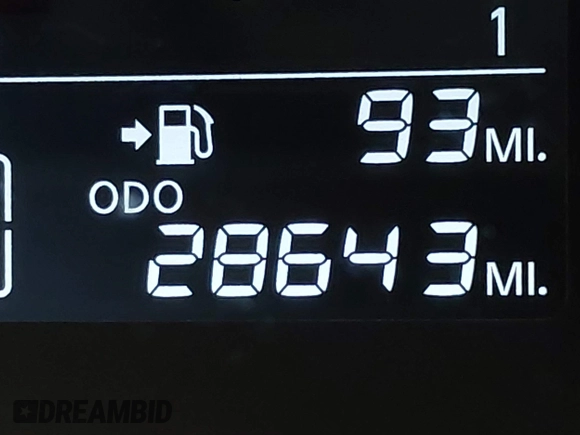 1
93 MI.
ODO
28643 MI.
DREAMBID